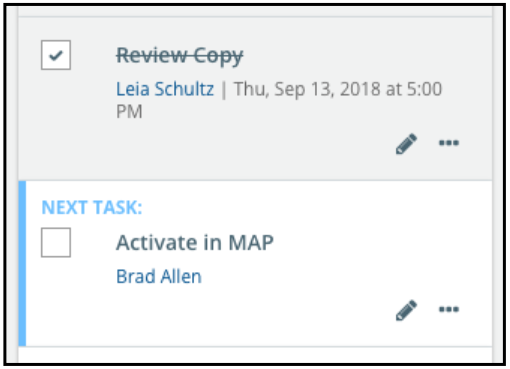 Review Copy
Leia Schultz | Thu, Sep 13, 2018 at 5:00
PM
NEXT TASK:
Activate in MAP
Brad Allen